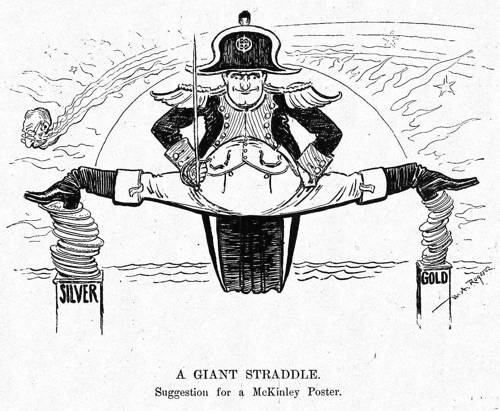 SILVER
GOLD
W. A. Rogers
A GIANT STRADDLE.
Suggestion for a McKinley Poster.